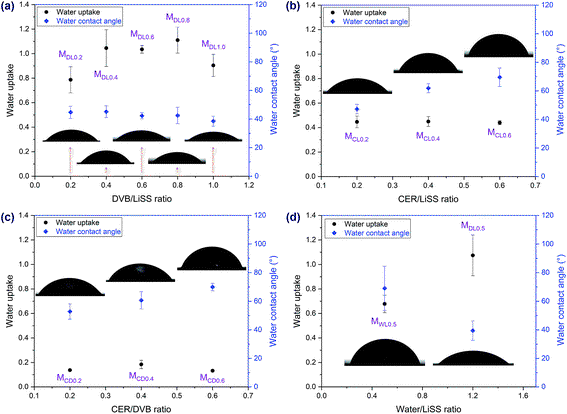 (a)
Water uptake
Water contact angle
M_DL0.2
M_DL0.4
M_DL0.6
M_DL0.8
M_DL1.0
Water uptake
1.4
1.2
1.0
0.8
0.6
0.4
0.2
0.0
0.0 0.2 0.4 0.6 0.8 1.0 1.2
DVB/LiSS ratio
120
100
80
60
40
20
0
Water contact angle (°)
(b)
Water uptake
Water contact angle
M_CL0.2
M_CL0.4
M_CL0.6
Water uptake
1.4
1.2
1.0
0.8
0.6
0.4
0.2
0.0
0.1 0.2 0.3 0.4 0.5 0.6 0.7
CER/LiSS ratio
120
100
80
60
40
20
0
Water contact angle (°)
(c)
Water uptake
Water contact angle
M_CD0.2
M_CD0.4
M_CD0.6
Water uptake
1.4
1.2
1.0
0.8
0.6
0.4
0.2
0.0
0.1 0.2 0.3 0.4 0.5 0.6 0.7
CER/DVB ratio
120
100
80
60
40
20
0
Water contact angle (°)
(d)
Water uptake
Water contact angle
M_DL0.5
M_WL0.5
Water uptake
1.4
1.2
1.0
0.8
0.6
0.4
0.2
0.0
0.0 0.4 0.8 1.2 1.6
Water/LiSS ratio
120
100
80
60
40
20
0
Water contact angle (°)